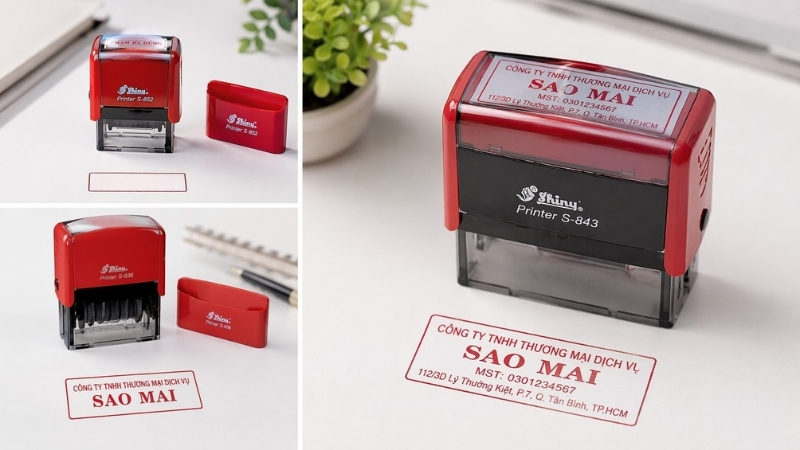 Shiny
Printer S-852
Shiny
Printer S-852
Shiny
Printer S-836
Shiny
CÔNG TY TNHH THƯƠNG MẠI DỊCH VỤ
SAO MAI
CÔNG TY TNHH THƯƠNG MẠI DỊCH VỤ
SAO MAI
MST: 0301234567
112/3D Lý Thường Kiệt, P.7, Q. Tân Bình, TP.HCM
Shiny
Printer S-843
CÔNG TY TNHH THƯƠNG MẠI DỊCH VỤ
SAO MAI
MST: 0301234567
112/3D Lý Thường Kiệt, P.7, Q. Tân Bình, TP.HCM